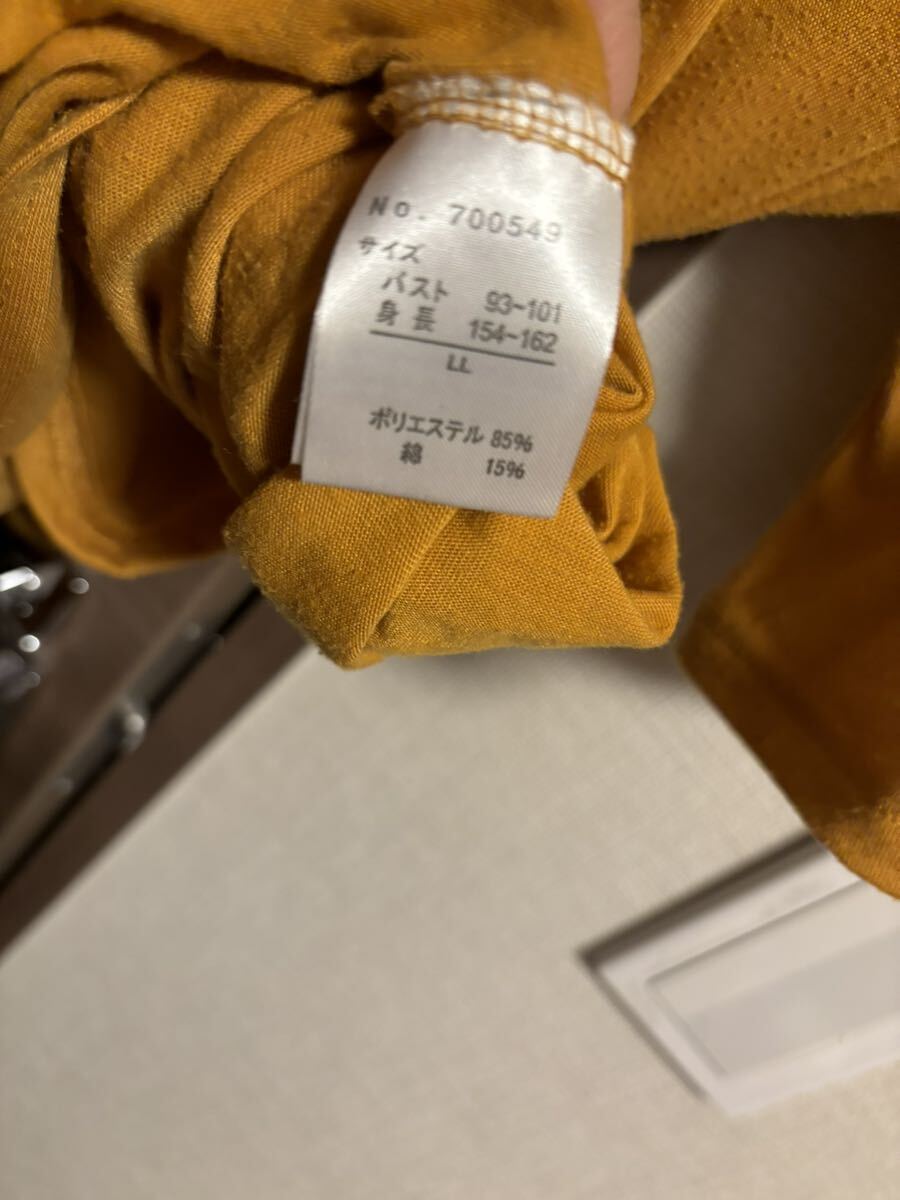 No. 700549
サイズ
バスト 93-101
身長 154-162
LL
ポリエステル 85%
綿 15%